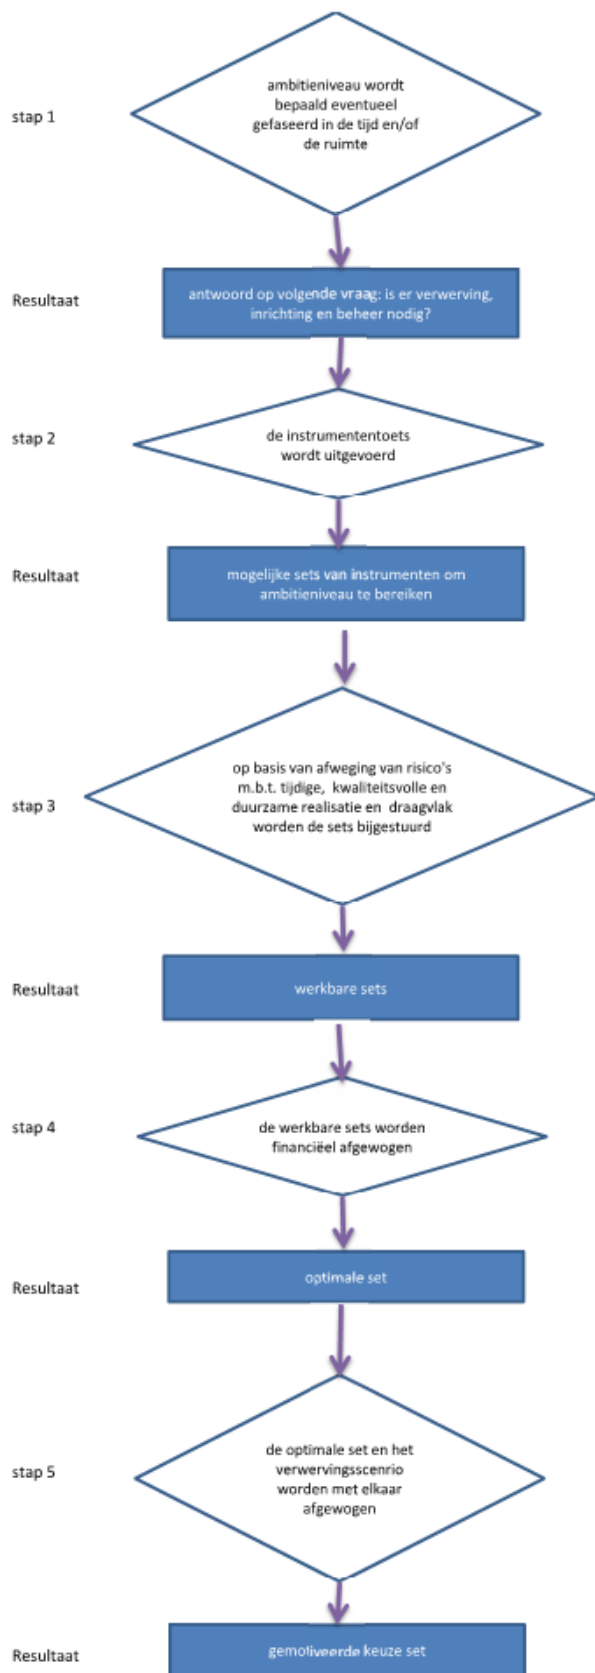 ambitieniveau wordt
bepaald eventueel
gefaseerd in de tijd en/of
de ruimte
stap 1
Resultaat
antwoord op volgende vraag: is er verwerving,
inrichting en beheer nodig?
stap 2
de instrumententoets
wordt uitgevoerd
Resultaat
mogelijke sets van instrumenten om
ambitieniveau te bereiken
op basis van afweging van risico's
m.b.t. tijdige, kwaliteitsvolle en
duurzame realisatie en draagvlak
worden de sets bijgestuurd
stap 3
Resultaat
werkbare sets
stap 4
de werkbare sets worden
financiëel afgewogen
Resultaat
optimale set
de optimale set en het
verwervingsscenrio
worden met elkaar
afgewogen
stap 5
Resultaat
gemotiveerde keuze set